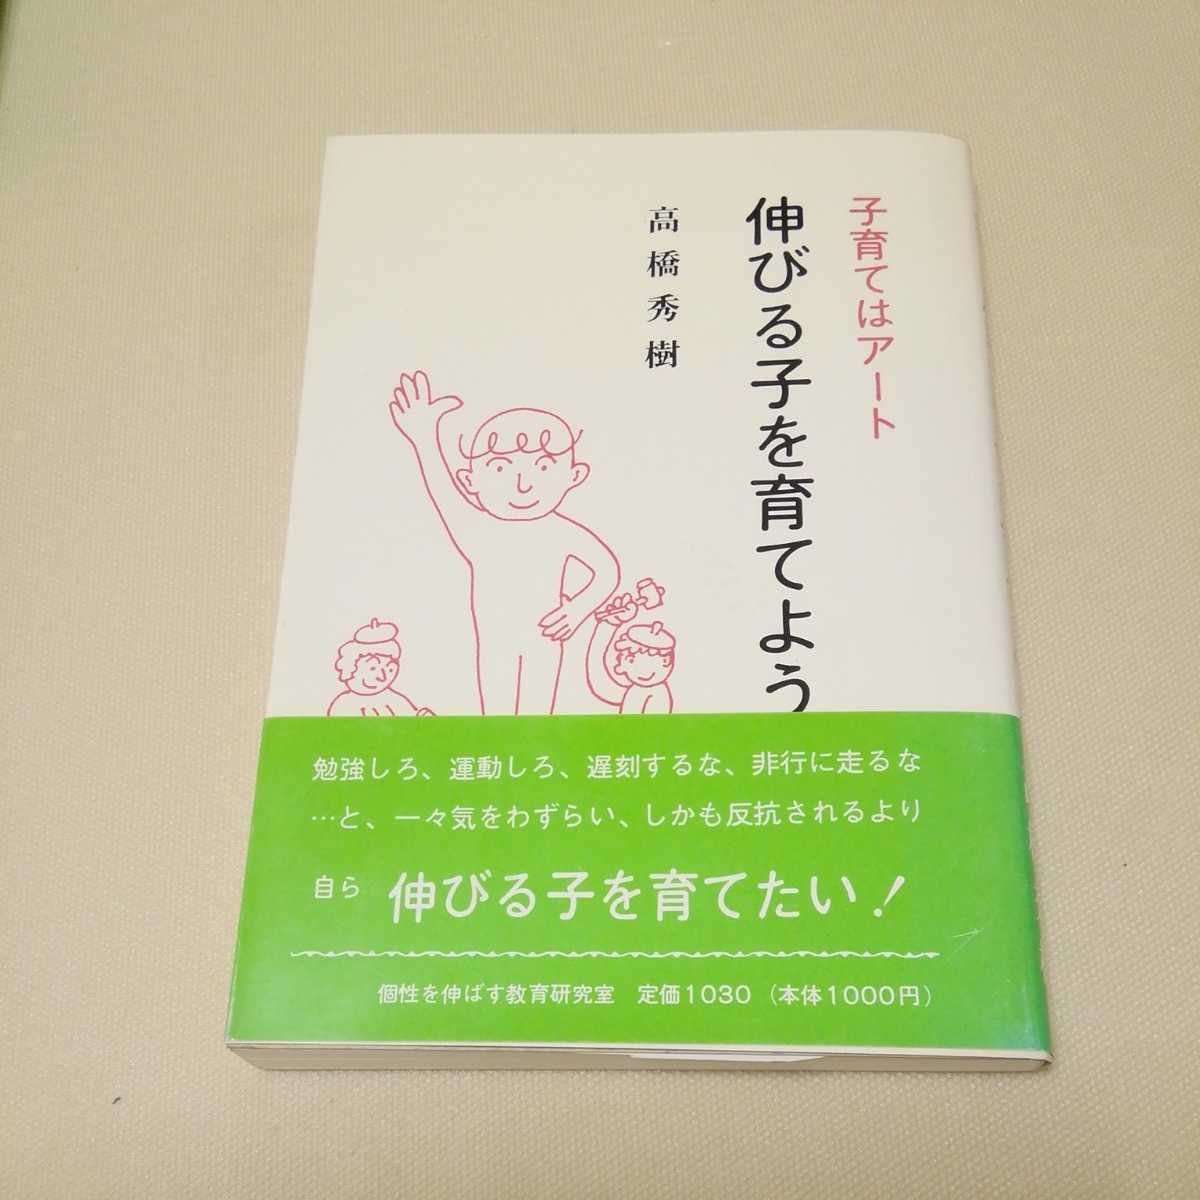 子育てはアート
伸びる子を育てよう
高橋秀樹
勉強しろ、運動しろ、遅刻するな、非行に走るな
…と、一々気をわずらい、しかも反抗されるより
自ら 伸びる子を育てたい！
個性を伸ばす教育研究室 定価1030（本体1000円）